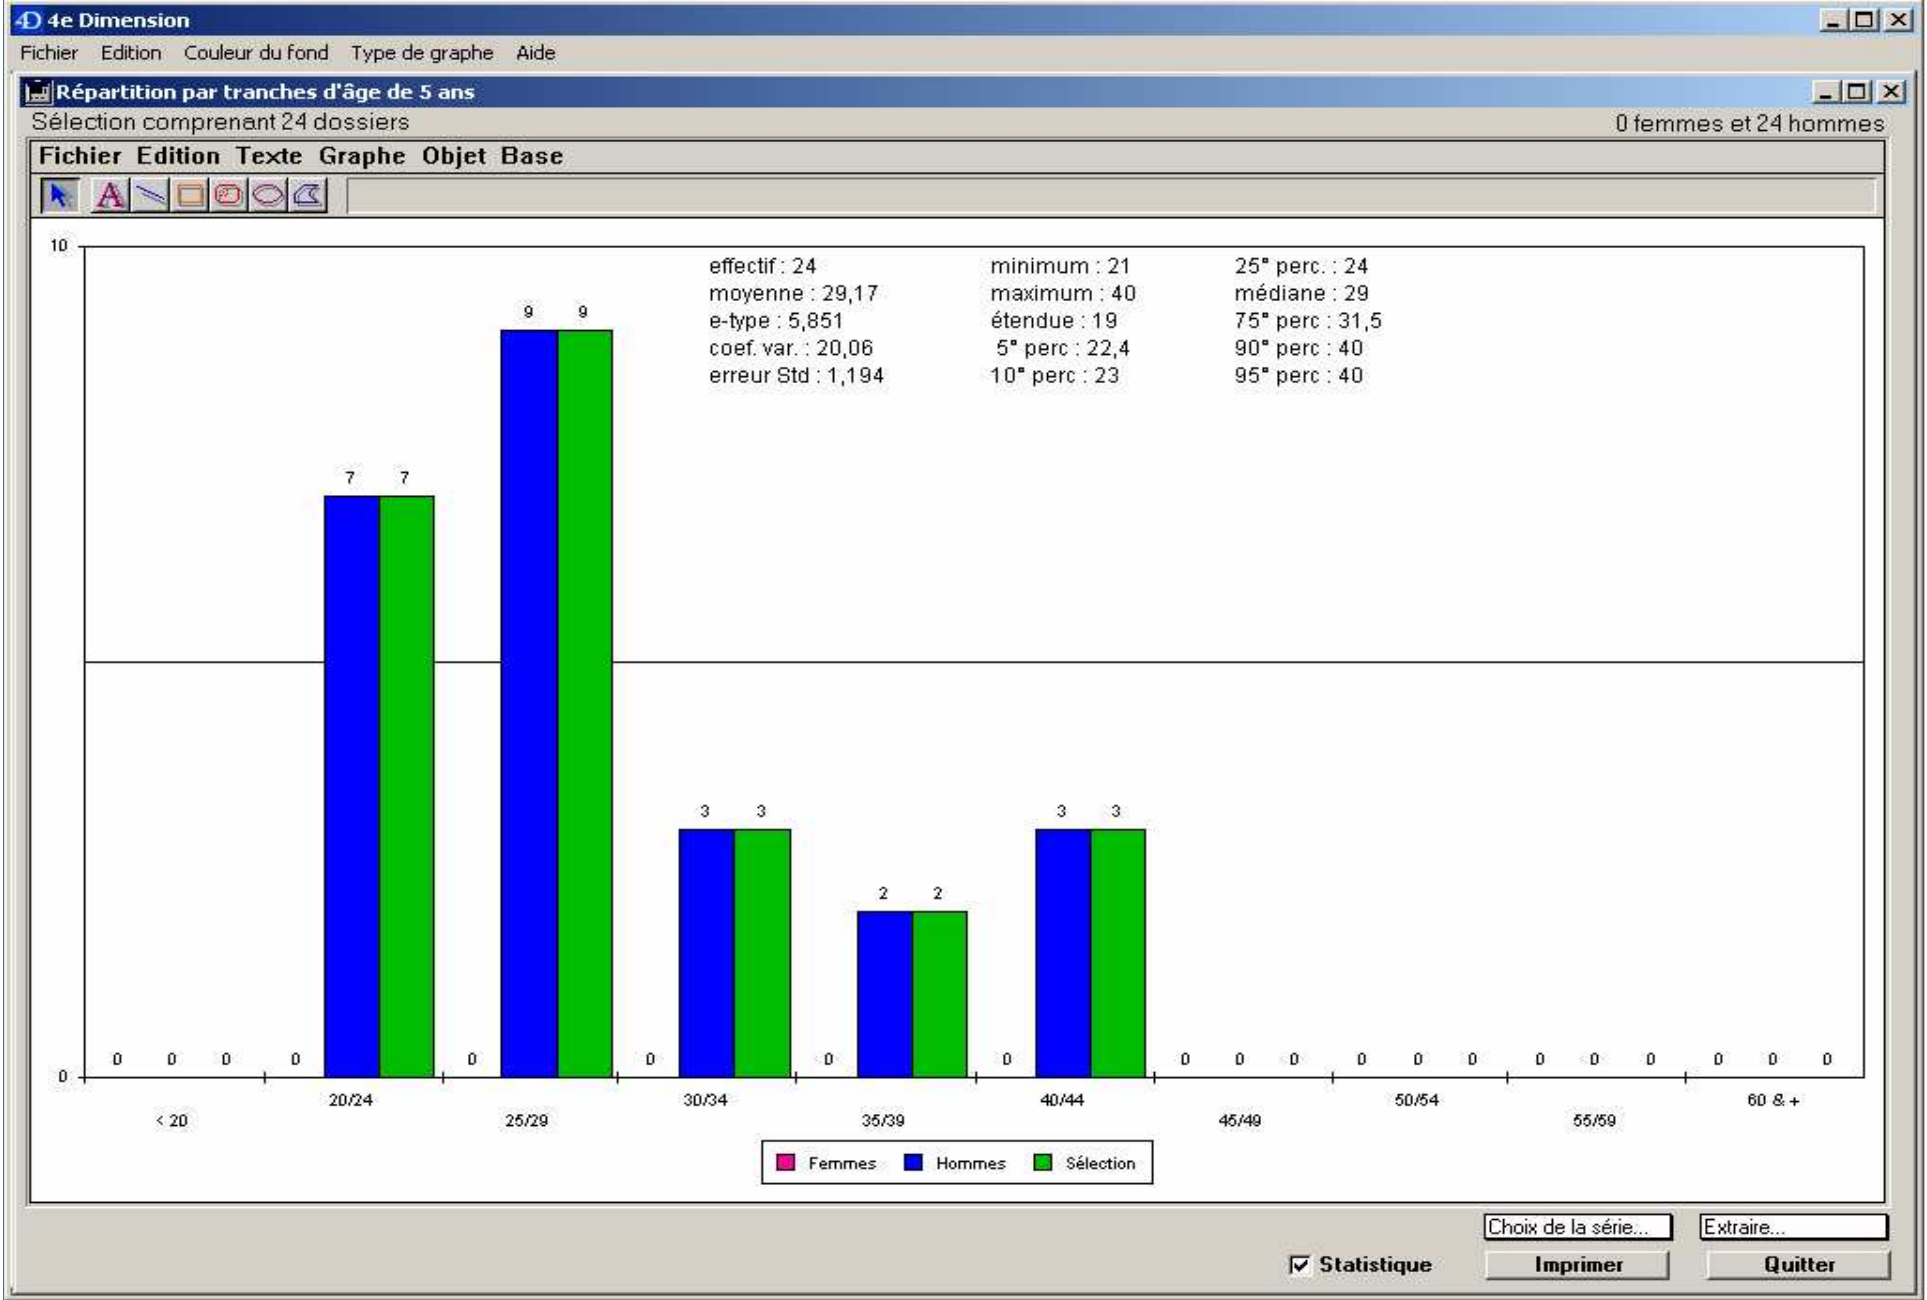 4D 4e Dimension
Fichier Edition Couleur du fond Type de graphe Aide
Répartition par tranches d'âge de 5 ans
Sélection comprenant 24 dossiers 0 femmes et 24 hommes
Fichier Edition Texte Graphe Objet Base
A
10
effectif : 24 minimum : 21 25° perc. : 24
moyenne : 29,17 maximum : 40 médiane : 29
e-type : 5,851 étendue : 19 75° perc : 31,5
coef. var. : 20,06 5° perc : 22,4 90° perc : 40
erreur Std : 1,194 10° perc : 23 95° perc : 40
9 9
7 7
3 3 3 3
2 2
0 0 0 0 0 0 0 0 0 0 0 0 0 0 0 0 0 0 0 0
0
20/24 30/34 40/44 50/54 60 & +
< 20 25/29 35/39 45/49 55/59
Femmes Hommes Sélection
Choix de la série... Extraire...
Statistique Imprimer Quitter